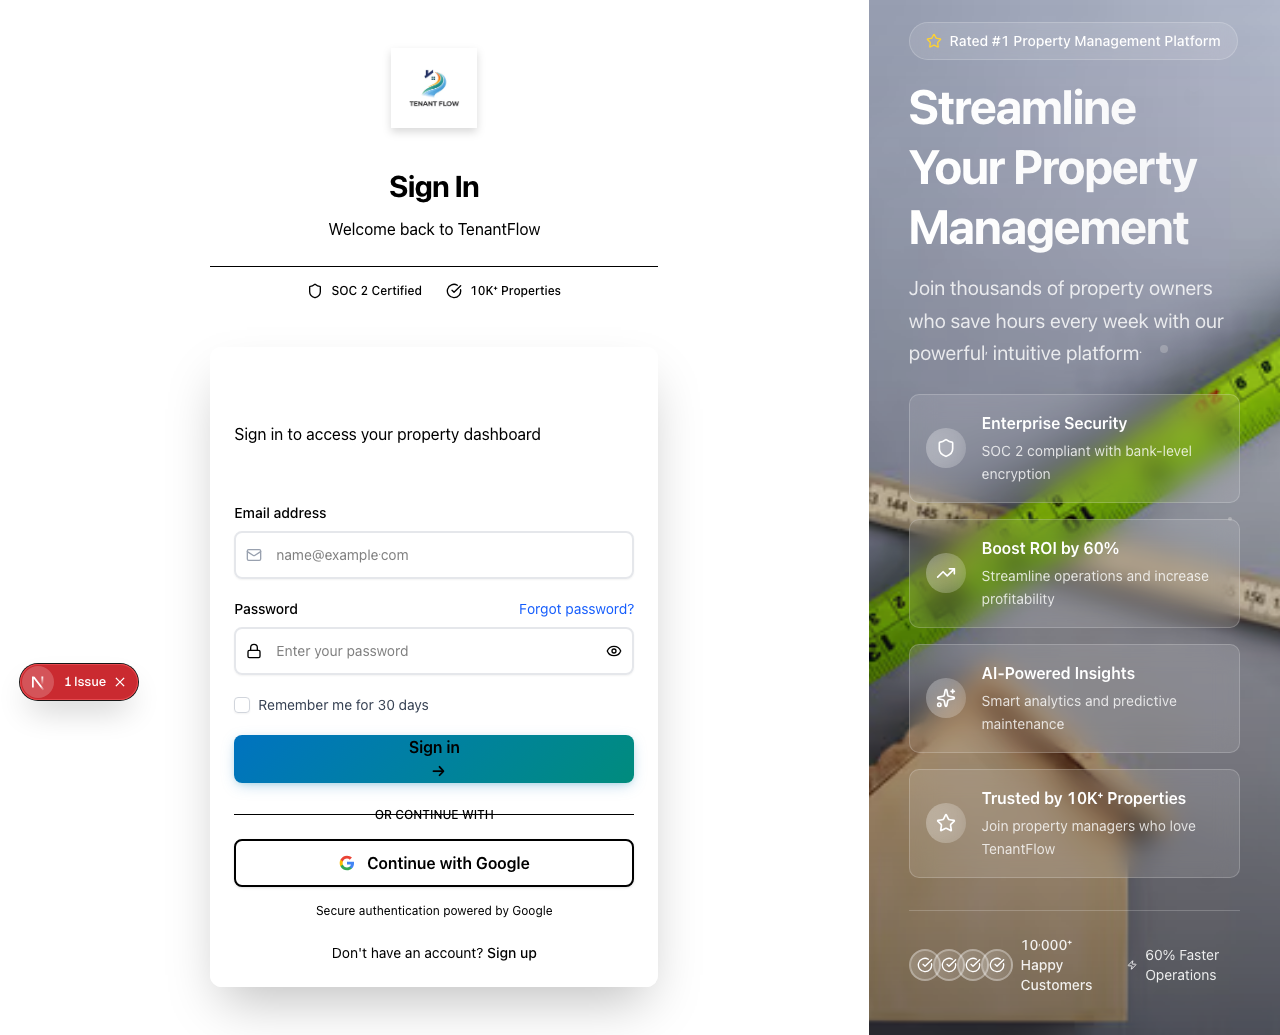 TENANT FLOW
Sign In
Welcome back to TenantFlow
SOC 2 Certified
10K⁺ Properties
Sign in to access your property dashboard
Email address
name@example·com
Password
Forgot password?
Enter your password
Remember me for 30 days
Sign in
OR CONTINUE WITH
Continue with Google
Secure authentication powered by Google
Don't have an account? Sign up
N
1 Issue
Rated #1 Property Management Platform
Streamline
Your Property
Management
Join thousands of property owners
who save hours every week with our
powerful· intuitive platform·
Enterprise Security
SOC 2 compliant with bank-level
encryption
Boost ROI by 60%
Streamline operations and increase
profitability
AI-Powered Insights
Smart analytics and predictive
maintenance
Trusted by 10K⁺ Properties
Join property managers who love
TenantFlow
10·000⁺
Happy
Customers
60% Faster
Operations